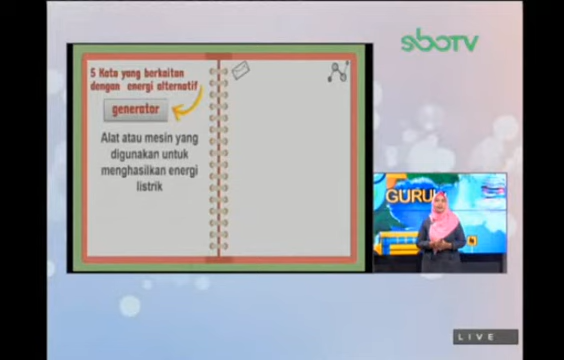 sbOTV
5 Kata yang berkaitan
dengan energi alternatif
generator
Alat atau mesin yang
digunakan untuk
menghasilkan energi
listrik
GURUKU
LIVE